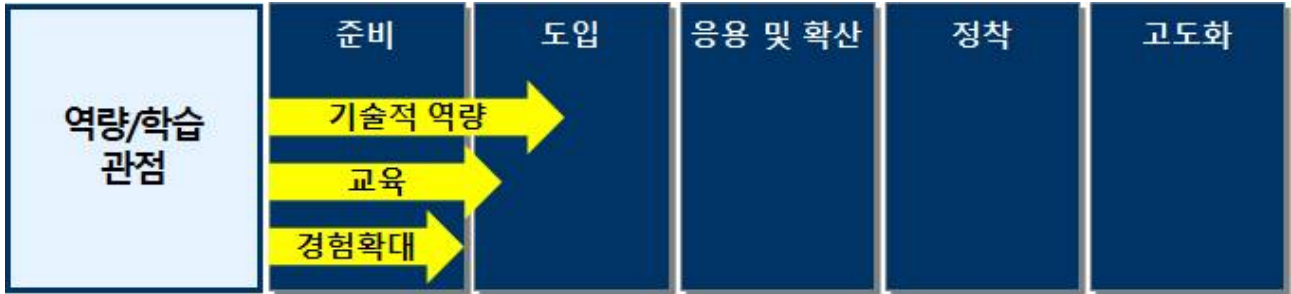 준비
도입
응용 및 확산
정착
고도화
역량/학습
관점
기술적 역량
교육
경험확대